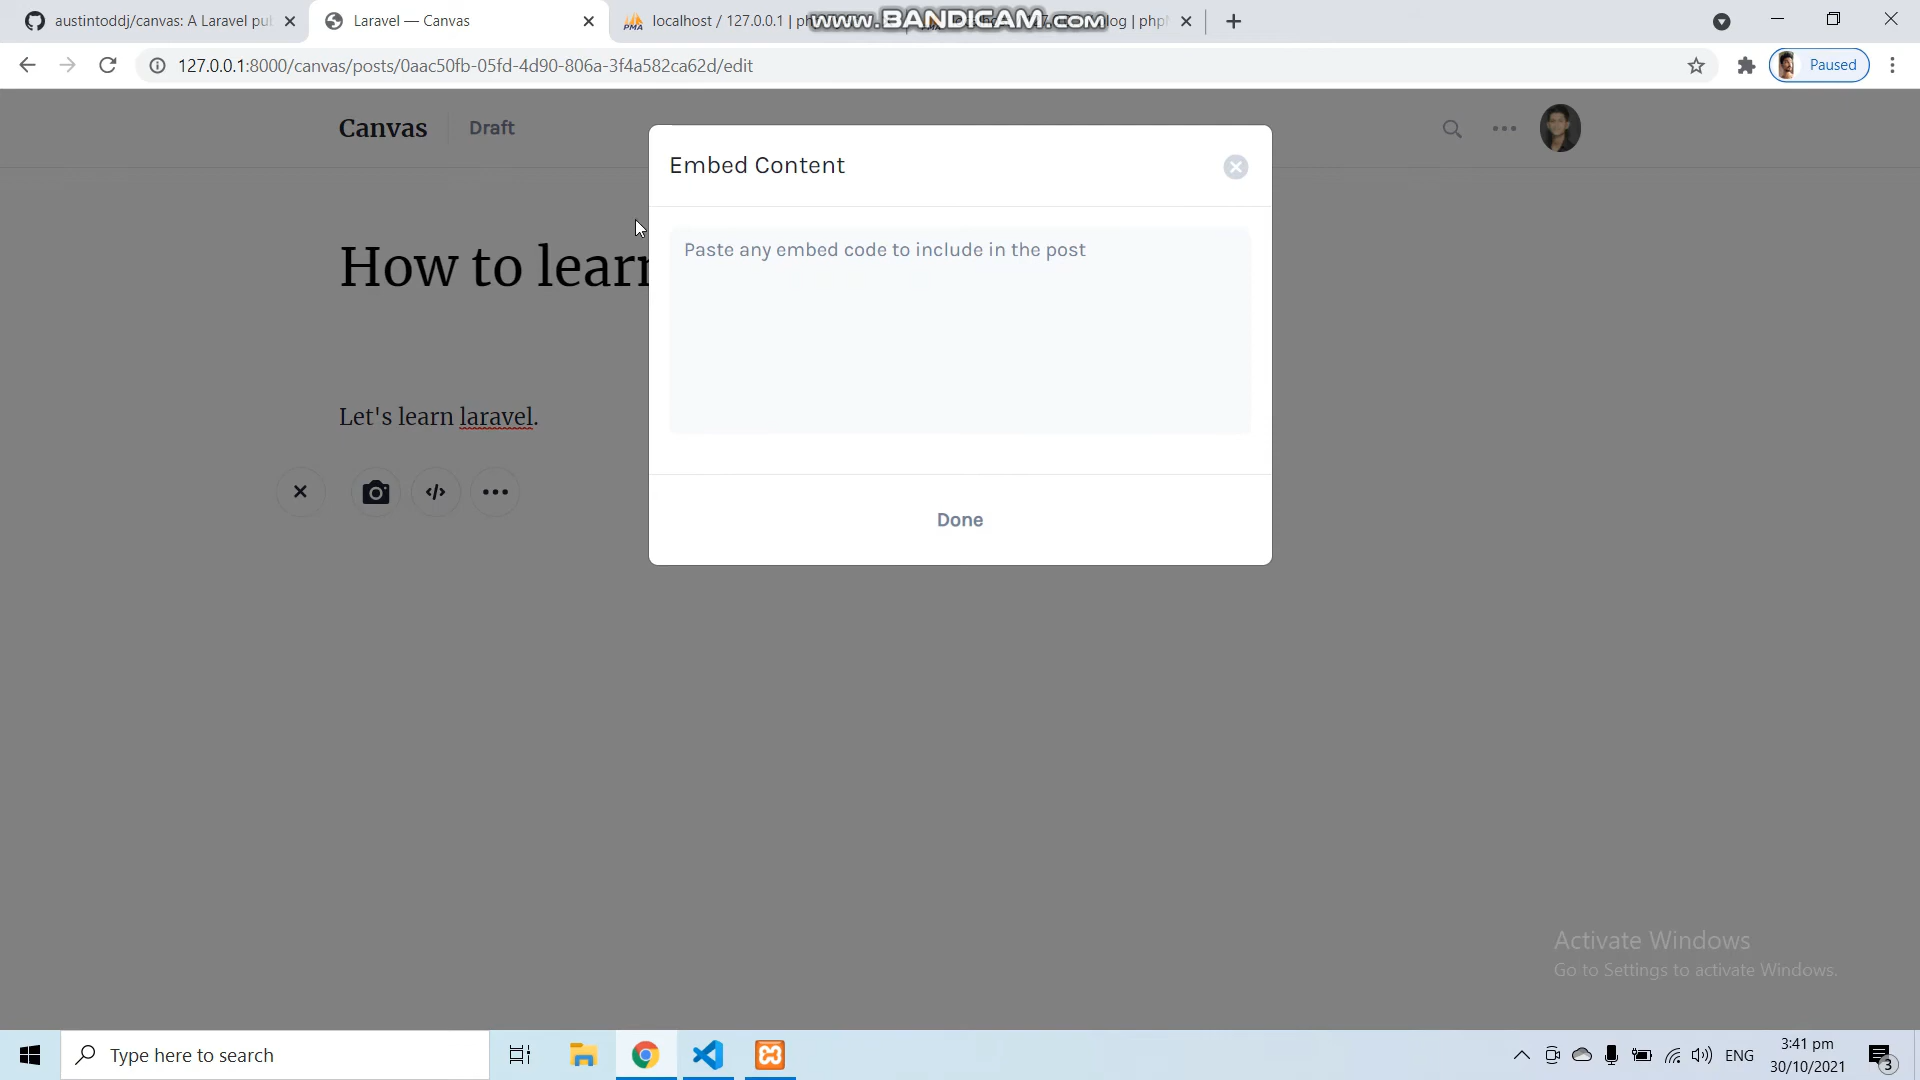 austintoddj/canvas: A Laravel pu
Laravel — Canvas
localhost / 127.0.0.1 | ph
www.BANDICAM.com
log | php
127.0.0.1:8000/canvas/posts/0aac50fb-05fd-4d90-806a-3f4a582ca62d/edit
Paused
Canvas
Draft
Embed Content
Paste any embed code to include in the post
How to learn
Let's learn laravel.
Done
Activate Windows
Go to Settings to activate Windows.
Type here to search
ENG
3:41 pm
30/10/2021
3